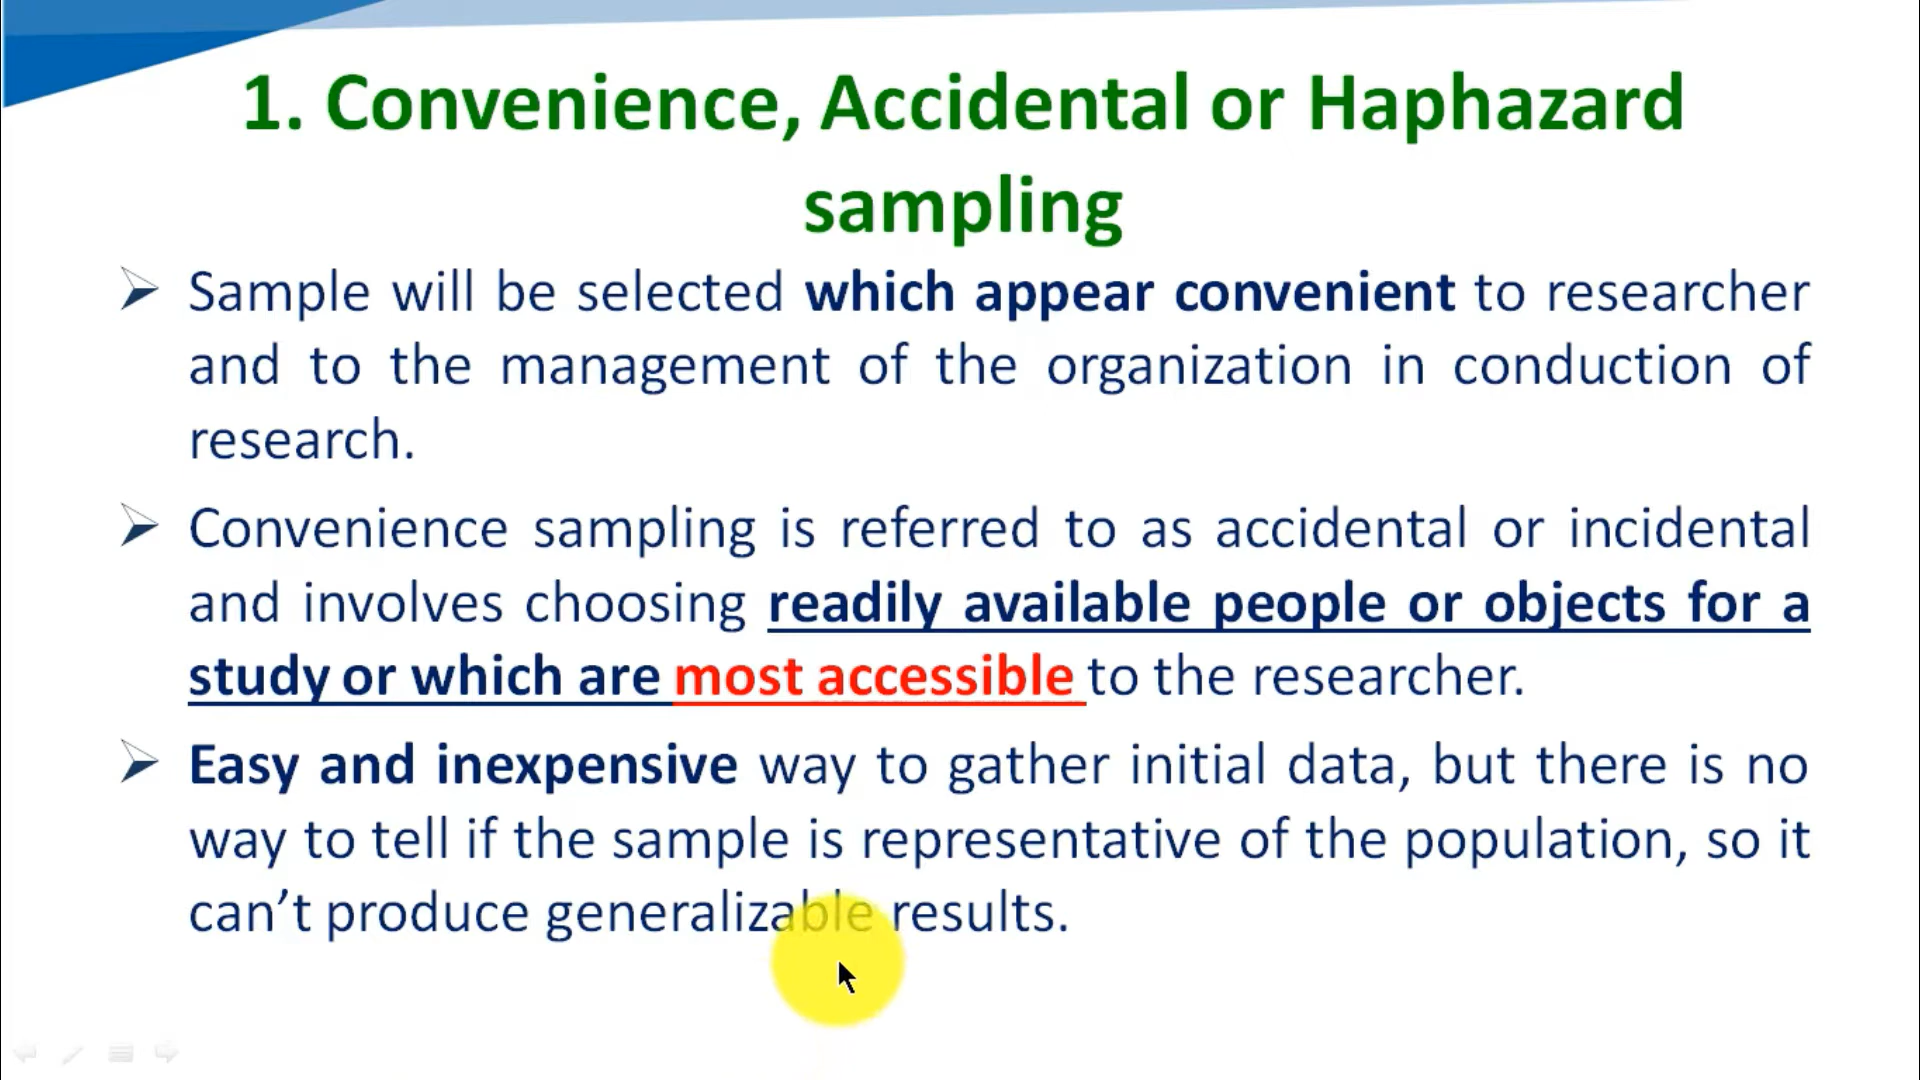 1. Convenience, Accidental or Haphazard
sampling
Sample will be selected which appear convenient to researcher
and to the management of the organization in conduction of
research.
Convenience sampling is referred to as accidental or incidental
and involves choosing readily available people or objects for a
study or which are most accessible to the researcher.
Easy and inexpensive way to gather initial data, but there is no
way to tell if the sample is representative of the population, so it
can’t produce generalizable results.